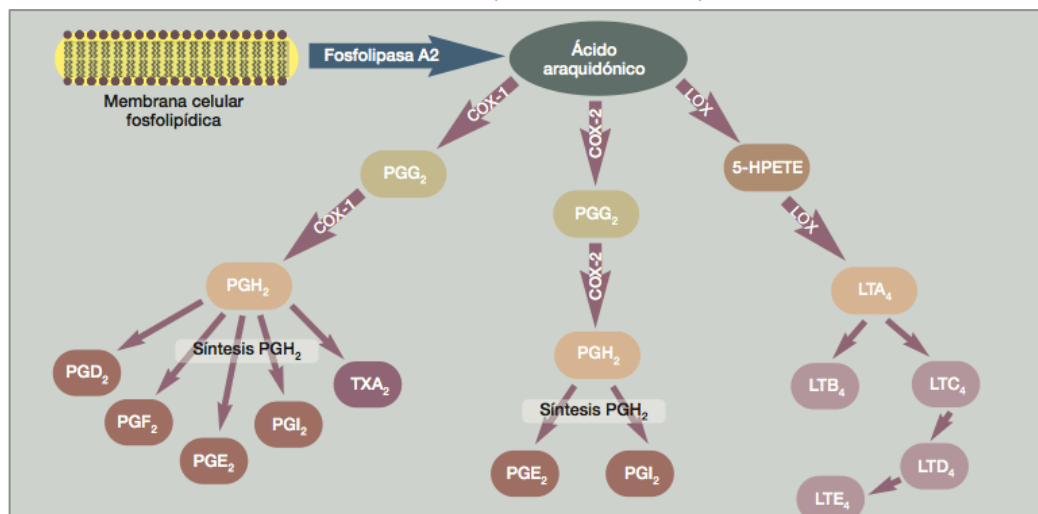 Fosfolipasa A2
Ácido
araquidónico
Membrana celular
fosfolipídica
COX-1
COX-2
LOX
PGG₂
5-HPETE
PGG₂
COX-1
LOX
COX-2
PGH₂
LTA₄
Síntesis PGH₂
PGH₂
PGD₂
TXA₂
LTB₄
LTC₄
PGF₂
PGI₂
Síntesis PGH₂
PGE₂
PGE₂
PGI₂
LTD₄
LTE₄